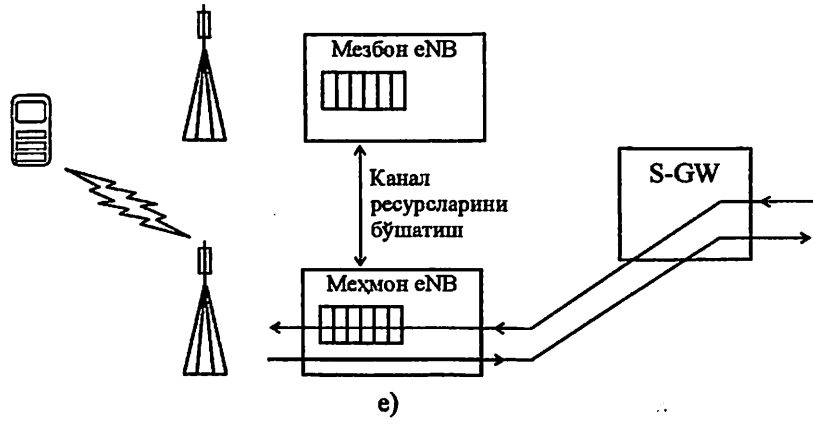 Мезбон eNB
Канал
ресурсларини
бўшатиш
S-GW
Меҳмон eNB
е)